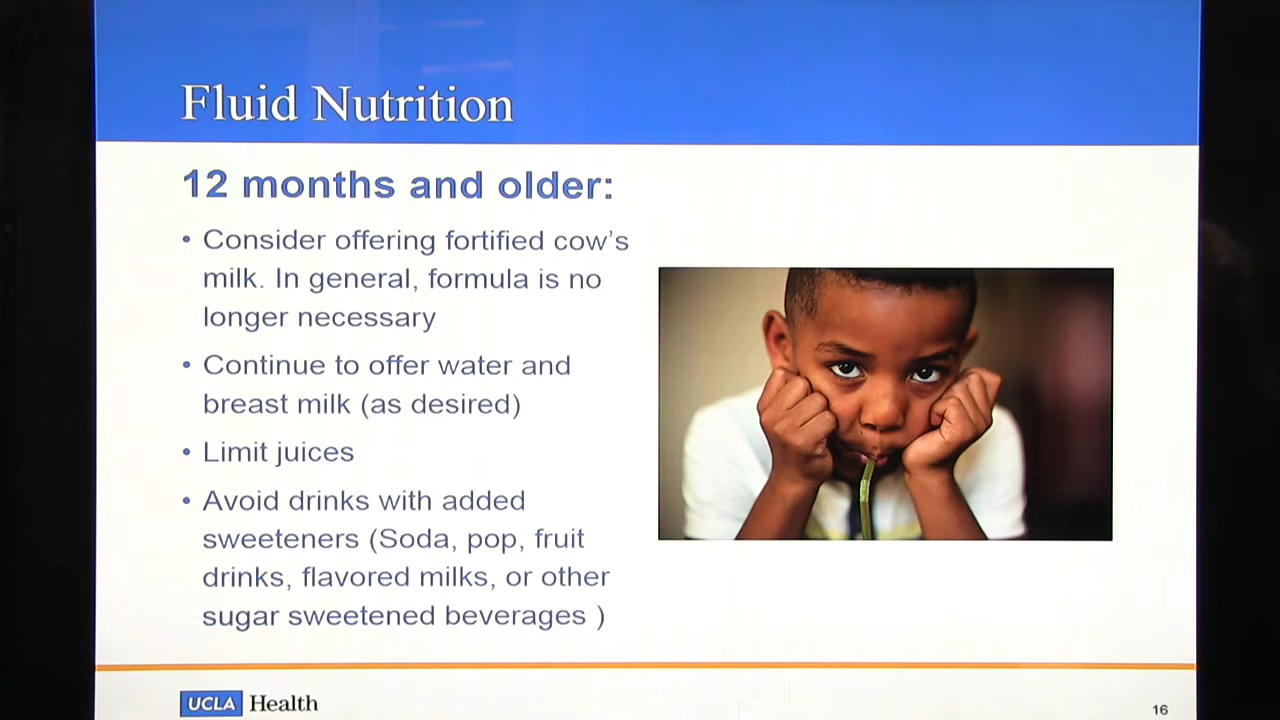 Fluid Nutrition
12 months and older:
• Consider offering fortified cow's
milk. In general, formula is no
longer necessary
• Continue to offer water and
breast milk (as desired)
• Limit juices
• Avoid drinks with added
sweeteners (Soda, pop, fruit
drinks, flavored milks, or other
sugar sweetened beverages )
UCLA Health
16